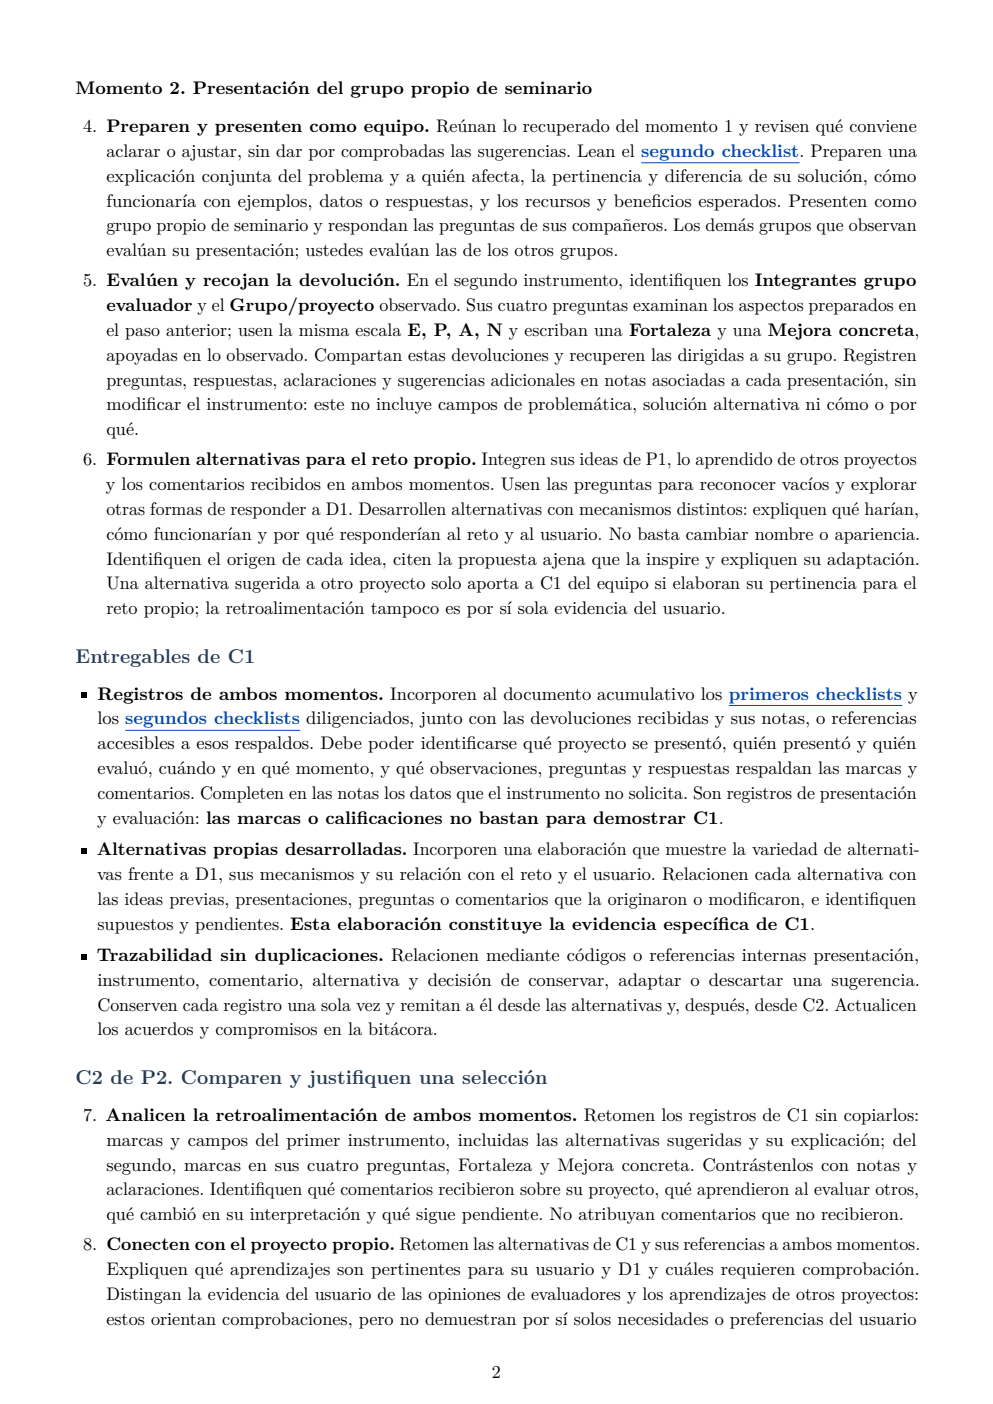 Momento 2. Presentación del grupo propio de seminario
4. Preparen y presenten como equipo. Reúnan lo recuperado del momento 1 y revisen qué conviene
aclarar o ajustar, sin dar por comprobadas las sugerencias. Lean el segundo checklist. Preparen una
explicación conjunta del problema y a quién afecta, la pertinencia y diferencia de su solución, cómo
funcionaría con ejemplos, datos o respuestas, y los recursos y beneficios esperados. Presenten como
grupo propio de seminario y respondan las preguntas de sus compañeros. Los demás grupos que observan
evalúan su presentación; ustedes evalúan las de los otros grupos.
5. Evalúen y recojan la devolución. En el segundo instrumento, identifiquen los Integrantes grupo
evaluador y el Grupo/proyecto observado. Sus cuatro preguntas examinan los aspectos preparados en
el paso anterior; usen la misma escala E, P, A, N y escriban una Fortaleza y una Mejora concreta,
apoyadas en lo observado. Compartan estas devoluciones y recuperen las dirigidas a su grupo. Registren
preguntas, respuestas, aclaraciones y sugerencias adicionales en notas asociadas a cada presentación, sin
modificar el instrumento: este no incluye campos de problemática, solución alternativa ni cómo o por
qué.
6. Formulen alternativas para el reto propio. Integren sus ideas de P1, lo aprendido de otros proyectos
y los comentarios recibidos en ambos momentos. Usen las preguntas para reconocer vacíos y explorar
otras formas de responder a D1. Desarrollen alternativas con mecanismos distintos: expliquen qué harían,
cómo funcionarían y por qué responderían al reto y al usuario. No basta cambiar nombre o apariencia.
Identifiquen el origen de cada idea, citen la propuesta ajena que la inspire y expliquen su adaptación.
Una alternativa sugerida a otro proyecto solo aporta a C1 del equipo si elaboran su pertinencia para el
reto propio; la retroalimentación tampoco es por sí sola evidencia del usuario.
Entregables de C1
▪ Registros de ambos momentos. Incorporen al documento acumulativo los primeros checklists y
los segundos checklists diligenciados, junto con las devoluciones recibidas y sus notas, o referencias
accesibles a esos respaldos. Debe poder identificarse qué proyecto se presentó, quién presentó y quién
evaluó, cuándo y en qué momento, y qué observaciones, preguntas y respuestas respaldan las marcas y
comentarios. Completen en las notas los datos que el instrumento no solicita. Son registros de presentación
y evaluación: las marcas o calificaciones no bastan para demostrar C1.
▪ Alternativas propias desarrolladas. Incorporen una elaboración que muestre la variedad de alternati-
vas frente a D1, sus mecanismos y su relación con el reto y el usuario. Relacionen cada alternativa con
las ideas previas, presentaciones, preguntas o comentarios que la originaron o modificaron, e identifiquen
supuestos y pendientes. Esta elaboración constituye la evidencia específica de C1.
▪ Trazabilidad sin duplicaciones. Relacionen mediante códigos o referencias internas presentación,
instrumento, comentario, alternativa y decisión de conservar, adaptar o descartar una sugerencia.
Conserven cada registro una sola vez y remitan a él desde las alternativas y, después, desde C2. Actualicen
los acuerdos y compromisos en la bitácora.
C2 de P2. Comparen y justifiquen una selección
7. Analicen la retroalimentación de ambos momentos. Retomen los registros de C1 sin copiarlos:
marcas y campos del primer instrumento, incluidas las alternativas sugeridas y su explicación; del
segundo, marcas en sus cuatro preguntas, Fortaleza y Mejora concreta. Contrástenlos con notas y
aclaraciones. Identifiquen qué comentarios recibieron sobre su proyecto, qué aprendieron al evaluar otros,
qué cambió en su interpretación y qué sigue pendiente. No atribuyan comentarios que no recibieron.
8. Conecten con el proyecto propio. Retomen las alternativas de C1 y sus referencias a ambos momentos.
Expliquen qué aprendizajes son pertinentes para su usuario y D1 y cuáles requieren comprobación.
Distingan la evidencia del usuario de las opiniones de evaluadores y los aprendizajes de otros proyectos:
estos orientan comprobaciones, pero no demuestran por sí solos necesidades o preferencias del usuario
2